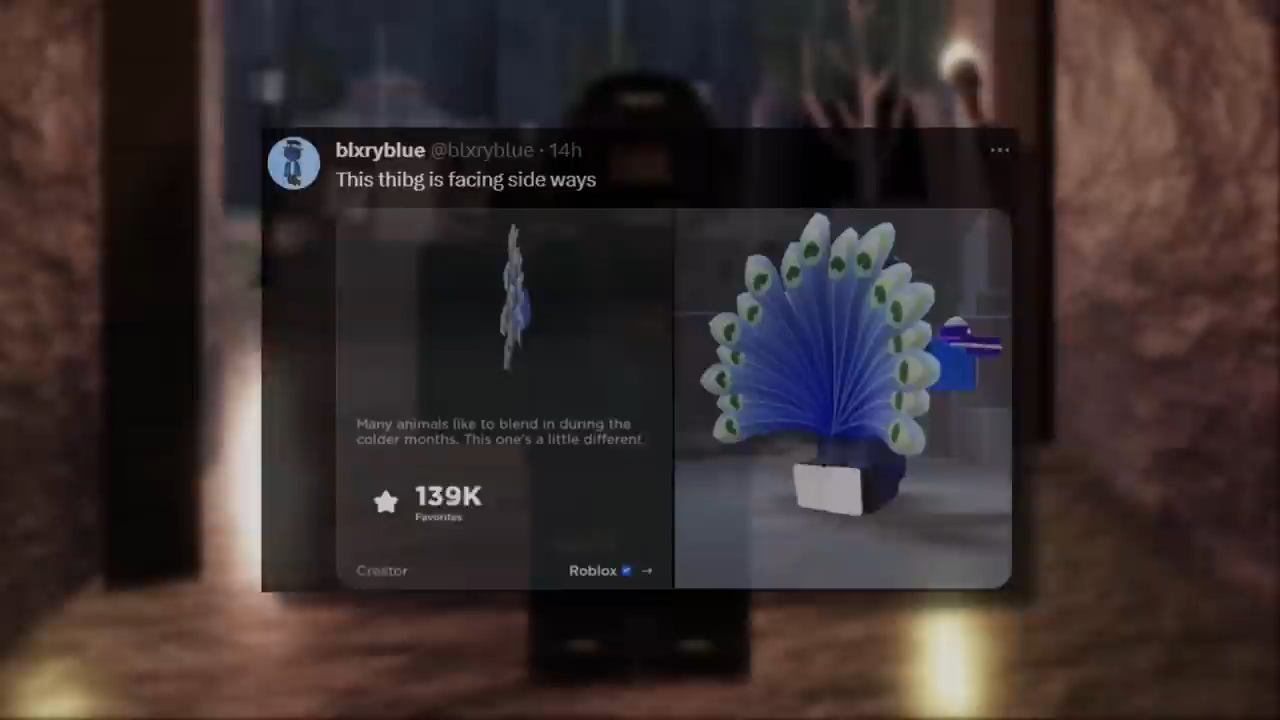 blxryblue @blxryblue · 14h
This thibg is facing side ways
Many animals like to blend in during the
colder months. This one's a little different.
139K
Favorites
Creator
Roblox